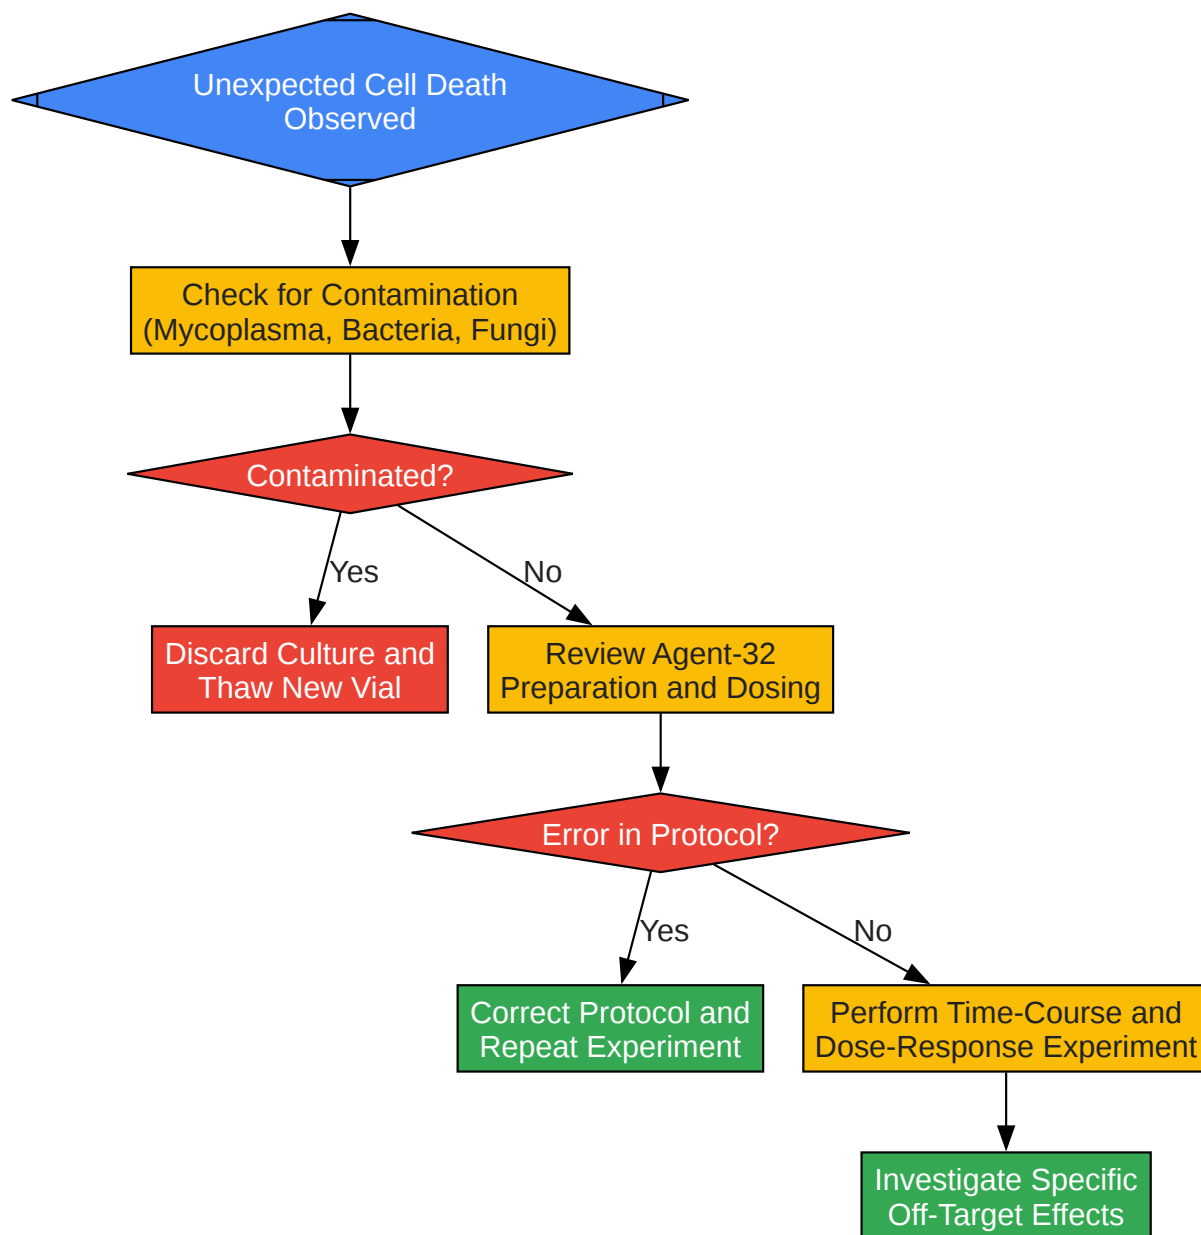 Unexpected Cell Death
Observed
Check for Contamination
(Mycoplasma, Bacteria, Fungi)
Contaminated?
Yes
No
Discard Culture and
Thaw New Vial
Review Agent-32
Preparation and Dosing
Error in Protocol?
Yes
No
Correct Protocol and
Repeat Experiment
Perform Time-Course and
Dose-Response Experiment
Investigate Specific
Off-Target Effects